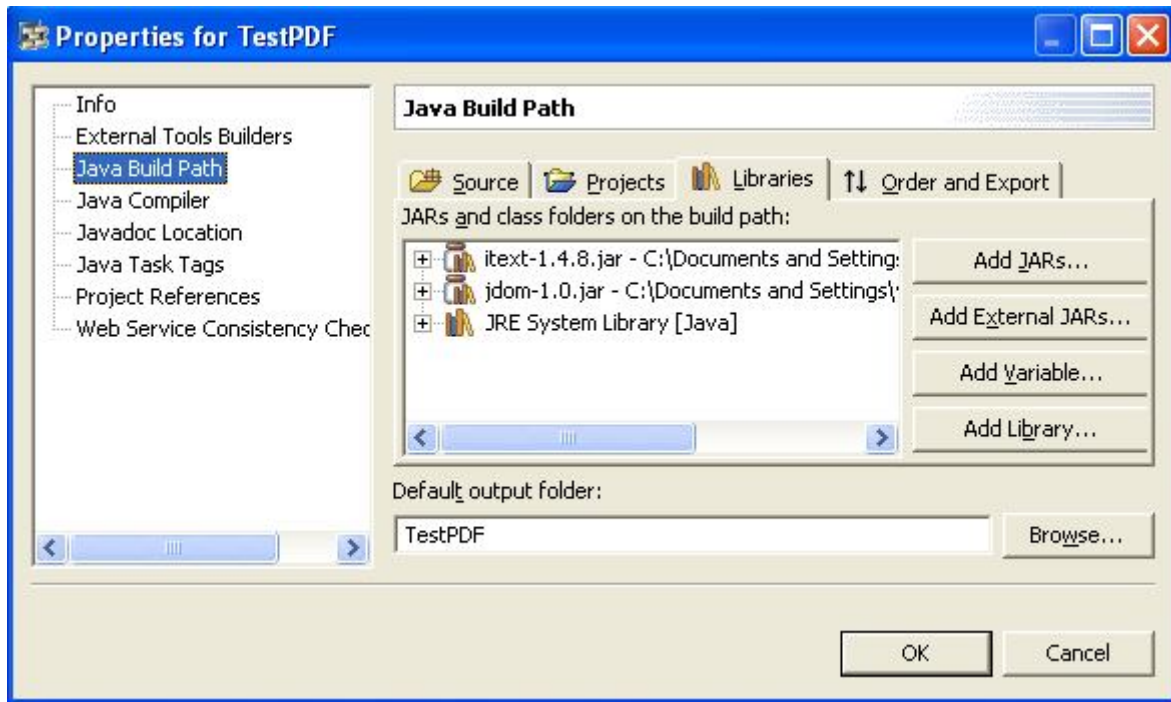 Properties for TestPDF
Info
External Tools Builders
Java Build Path
Java Compiler
Javadoc Location
Java Task Tags
Project References
Web Service Consistency Chec
Java Build Path
Source
Projects
Libraries
Order and Export
JARs and class folders on the build path:
itext-1.4.8.jar - C:\Documents and Setting
jdom-1.0.jar - C:\Documents and Settings\
JRE System Library [Java]
Add JARs...
Add External JARs...
Add Variable...
Add Library...
Default output folder:
TestPDF
Browse...
OK
Cancel